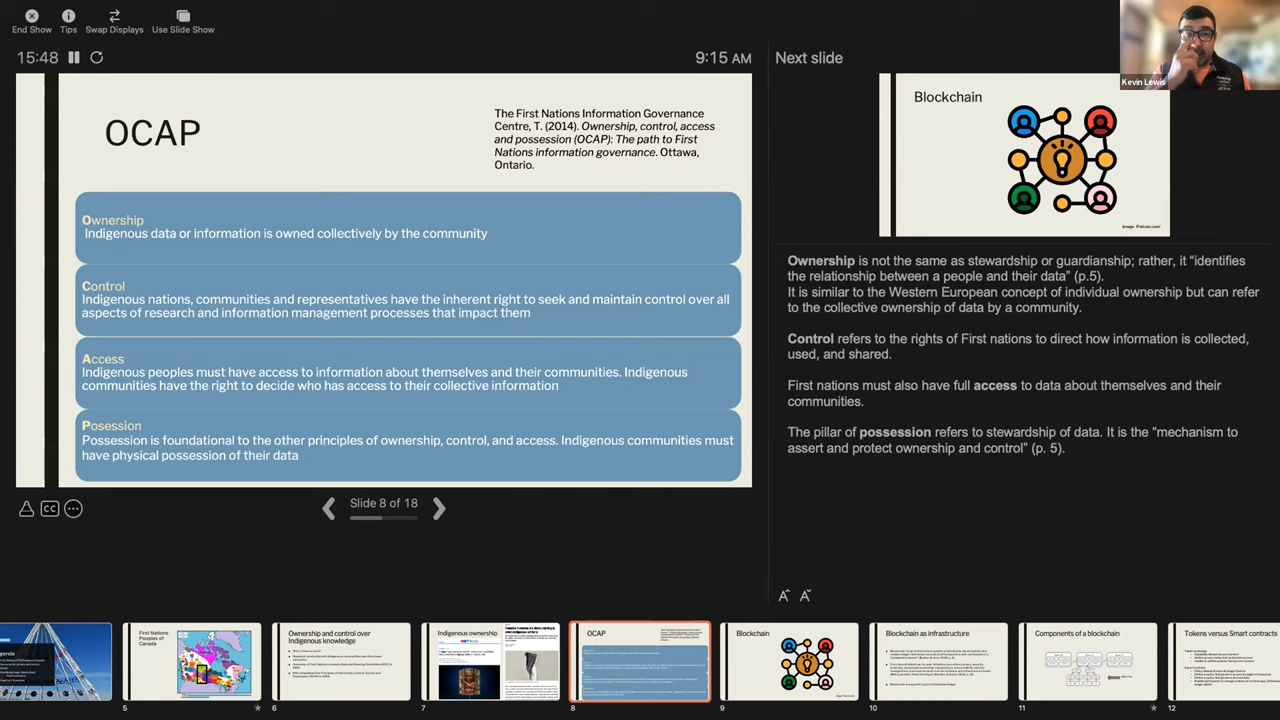 End Show
Tips
Swap Displays
Use Slide Show
15:48
9:15 AM
Next slide
Kevin Lewis
OCAP
The First Nations Information Governance
Centre, T. (2014). Ownership, control, access
and possession (OCAP): The path to First
Nations information governance. Ottawa,
Ontario.
Ownership
Indigenous data or information is owned collectively by the community
Control
Indigenous nations, communities and representatives have the inherent right to seek and maintain control over all
aspects of research and information management processes that impact them
Access
Indigenous peoples must have access to information about themselves and their communities. Indigenous
communities have the right to decide who has access to their collective information
Posession
Possession is foundational to the other principles of ownership, control, and access. Indigenous communities must
have physical possession of their data
Blockchain
image: Flaticon.com
Ownership is not the same as stewardship or guardianship; rather, it “identifies
the relationship between a people and their data” (p.5).
It is similar to the Western European concept of individual ownership but can refer
to the collective ownership of data by a community.
Control refers to the rights of First nations to direct how information is collected,
used, and shared.
First nations must also have full access to data about themselves and their
communities.
The pillar of possession refers to stewardship of data. It is the “mechanism to
assert and protect ownership and control” (p. 5).
CC
Slide 8 of 18
genda
First Nations
Peoples of
Canada
Ownership and control over
Indigenous knowledge
Indigenous ownership
OCAP
Blockchain
Blockchain as infrastructure
Components of a blockchain
Tokens versus Smart contracts
5
6
7
8
9
10
11
12